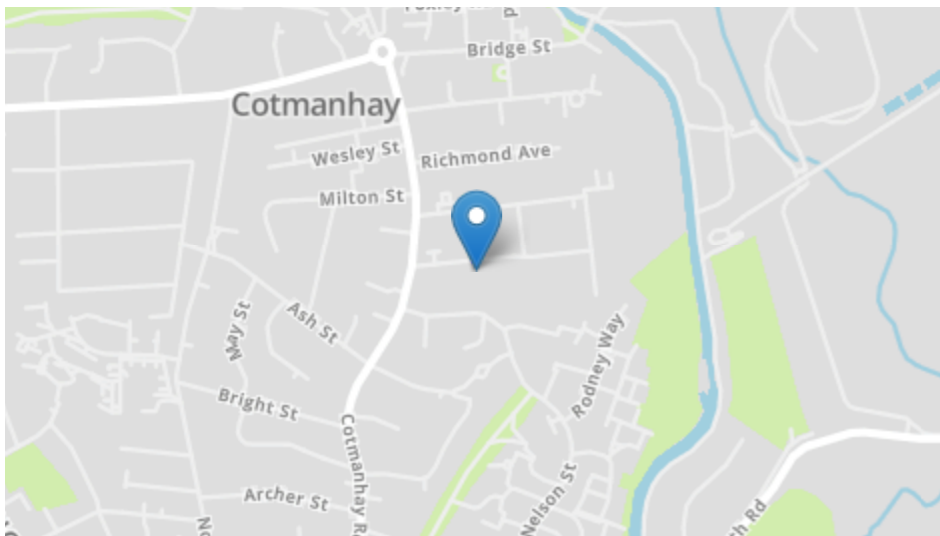 Bridge St
Cotmanhay
Wesley St
Richmond Ave
Milton St
Ash St
May St
Rodney Way
Bright St
Cotmanhay
Archer St
Nelson St
Rd